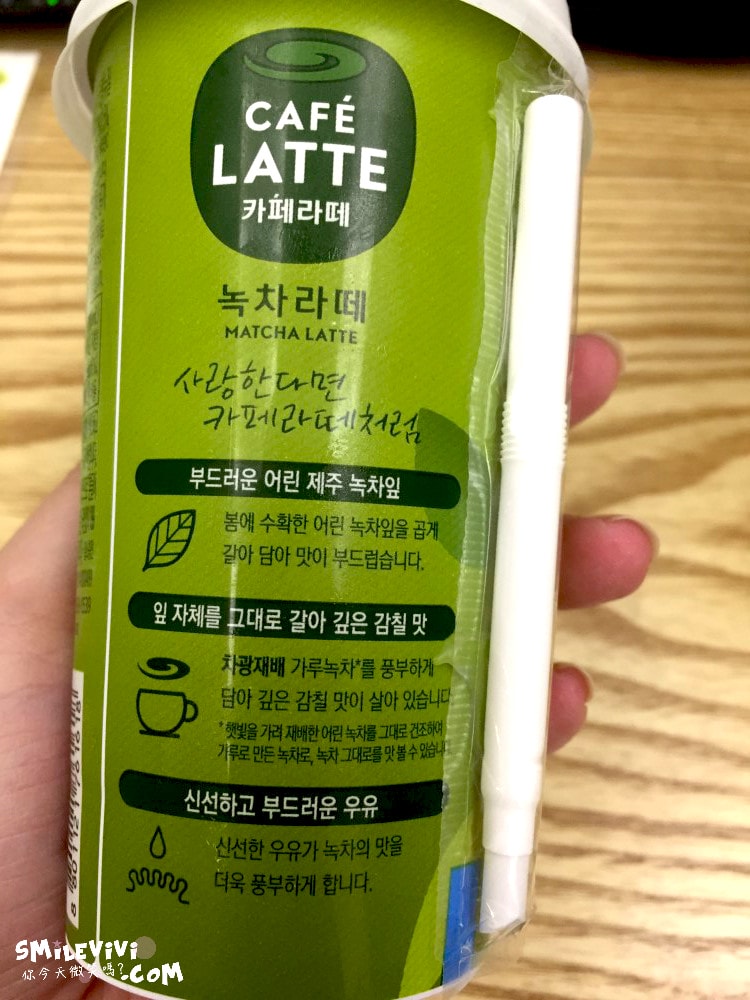 CAFÉ
LATTE
카페라떼
녹차라떼
MATCHA LATTE
사랑한다면
카페라떼처럼
부드러운 어린 제주 녹차잎
봄에 수확한 어린 녹차잎을 곱게
갈아 담아 맛이 부드럽습니다.
잎 자체를 그대로 갈아 깊은 감칠 맛
차광재배 가루녹차*를 풍부하게
담아 깊은 감칠 맛이 살아 있습니다
* 햇빛을 가려 재배한 어린 녹차를 그대로 건조하여
가루로 만든 녹차로, 녹차 그대로를 맛 볼 수 있습니
신선하고 부드러운 우유
신선한 우유가 녹차의 맛을
더욱 풍부하게 합니다.
SMiLEViVi
你今天微笑嗎?.COM